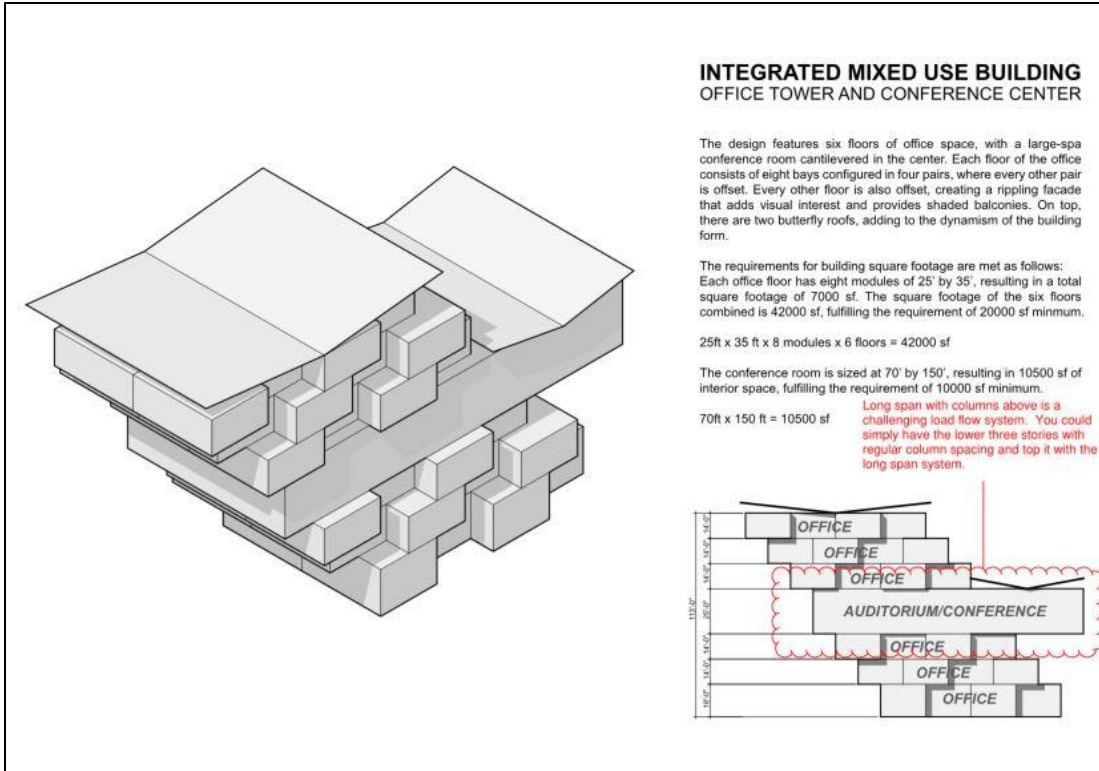 INTEGRATED MIXED USE BUILDING
OFFICE TOWER AND CONFERENCE CENTER
The design features six floors of office space, with a large-spa
conference room cantilevered in the center. Each floor of the office
consists of eight bays configured in four pairs, where every other pair
is offset. Every other floor is also offset, creating a rippling facade
that adds visual interest and provides shaded balconies. On top,
there are two butterfly roofs, adding to the dynamism of the building
form.
The requirements for building square footage are met as follows:
Each office floor has eight modules of 25' by 35', resulting in a total
square footage of 7000 sf. The square footage of the six floors
combined is 42000 sf, fulfilling the requirement of 20000 sf minmum.
25ft x 35 ft x 8 modules x 6 floors = 42000 sf
The conference room is sized at 70' by 150', resulting in 10500 sf of
interior space, fulfilling the requirement of 10000 sf minimum.
70ft x 150 ft = 10500 sf
Long span with columns above is a
challenging load flow system. You could
simply have the lower three stories with
regular column spacing and top it with the
long span system.
OFFICE
14'-0"
OFFICE
14'-0"
OFFICE
14'-0"
AUDITORIUM/CONFERENCE
OFFICE
14'-0"
OFFICE
14'-0"
OFFICE